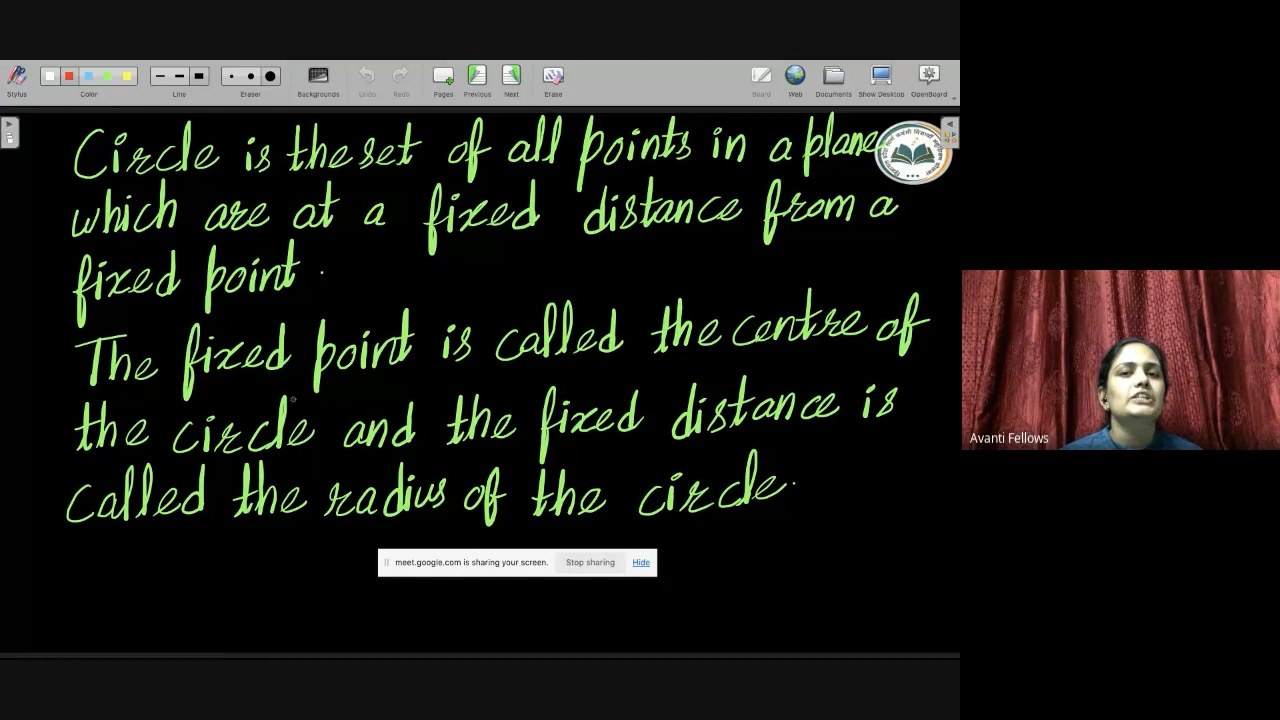 Stylus Color Line Eraser Backgrounds Undo Redo Pages Previous Next Erase Board Web Documents Show Desktop OpenBoard
Circle is the set of all points in a plane
which are at a fixed distance from a
fixed point.
The fixed point is called the centre of
the circle and the fixed distance is
called the radius of the circle.
meet.google.com is sharing your screen. Stop sharing Hide
Avanti Fellows